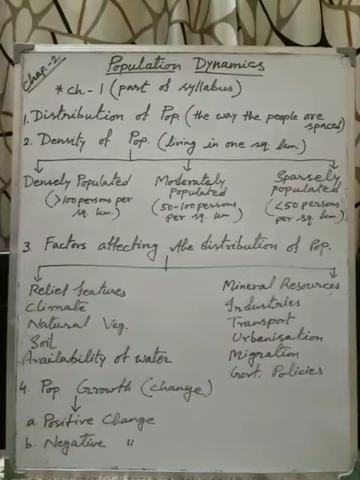 Chap.-2
Population Dynamics
* ch-1 (part of syllabus)
1. Distribution of Pop. (the way the people are spaced)
2. Density of Pop. (living in one sq. km.)
Densely Populated
(>100 persons per
sq. km.)
Moderately
Populated
(50-100 persons
per sq. km)
Sparsely
populated
(<50 persons
per sq. km.)
3. Factors affecting the distribution of Pop.
Relief features
Climate
Natural Veg.
Soil
Availability of water
Mineral Resources
Industries
Transport
Urbanisation
Migration
Govt. Policies
4. Pop. Growth (change)
a. Positive Change
b. Negative "